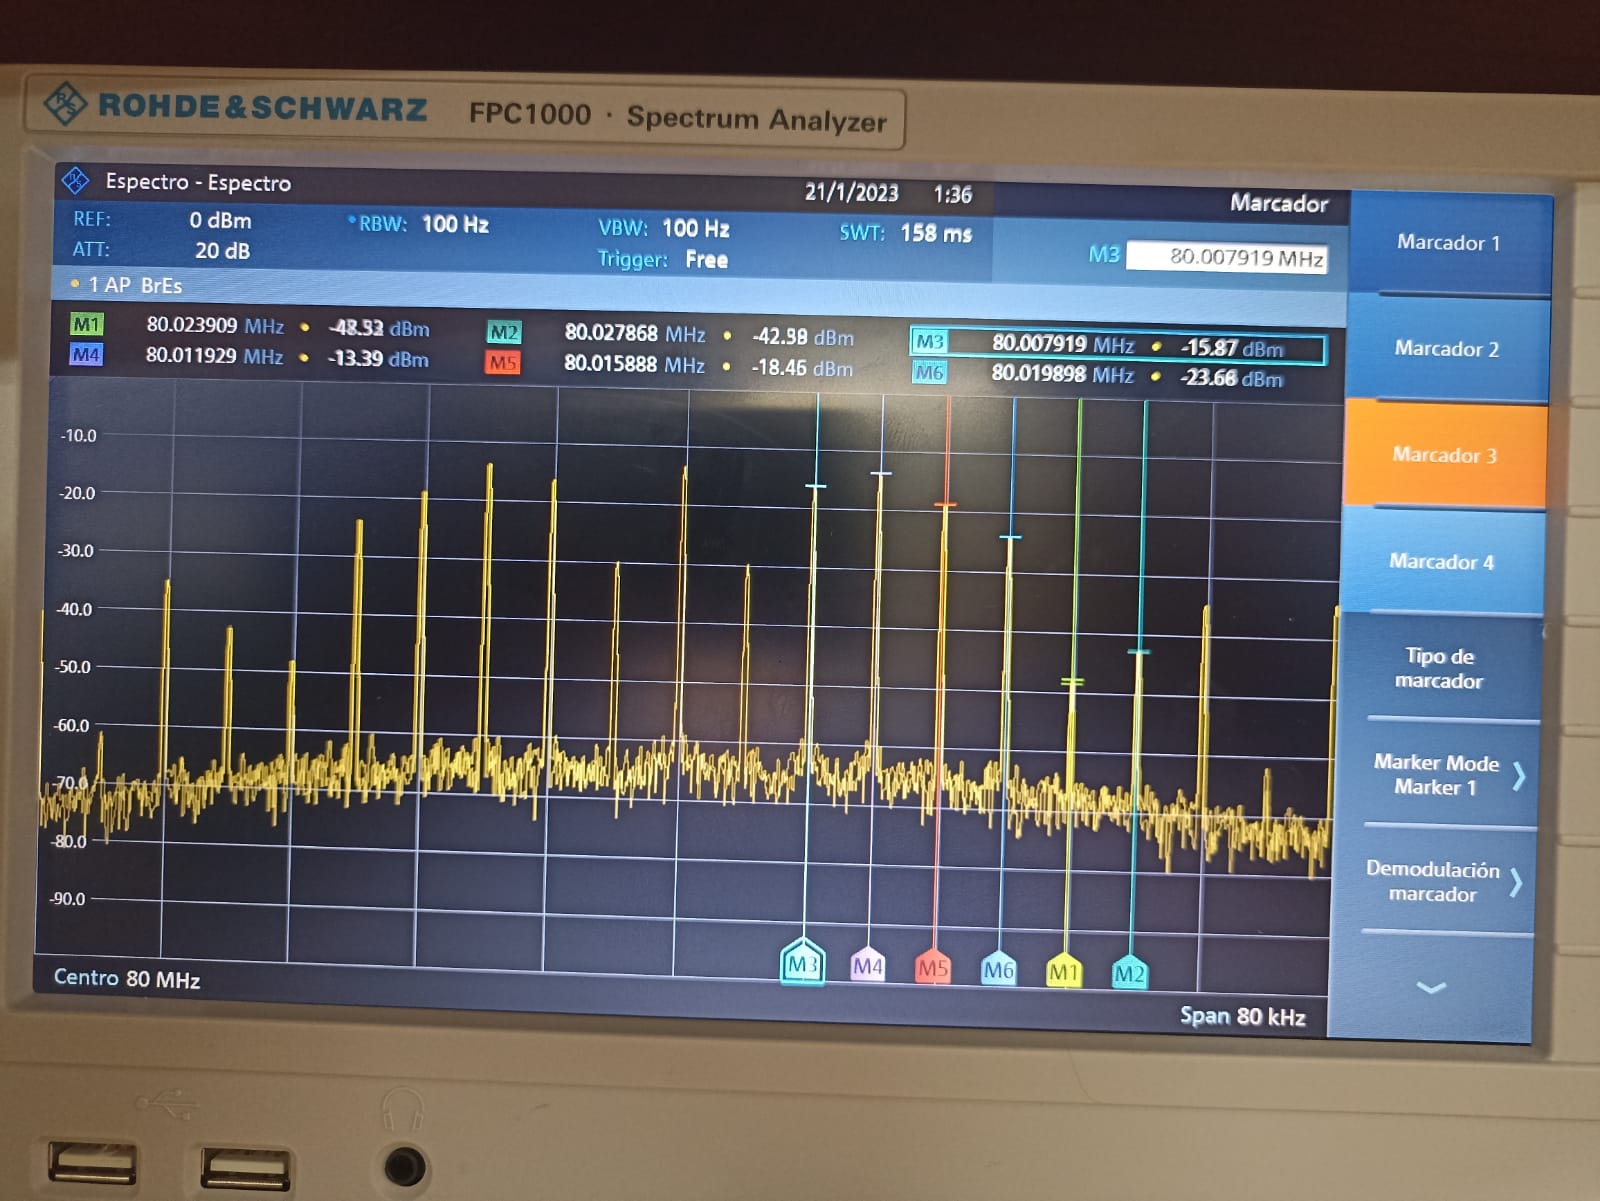 ROHDE&SCHWARZ FPC1000 · Spectrum Analyzer
Espectro - Espectro 21/1/2023 1:36 Marcador
REF: 0 dBm RBW: 100 Hz VBW: 100 Hz SWT: 158 ms
ATT: 20 dB Trigger: Free M3 80.007919 MHz
1 AP BrEs
M1 80.023909 MHz dBm M2 80.027868 MHz dBm M3 80.007919 MHz -15.87 dBm
M4 80.011929 MHz -13.39 dBm M5 80.015888 MHz -18.46 dBm M6 80.019898 MHz dBm
-10.0
-20.0
-30.0
-40.0
-50.0
-60.0
-70.0
-80.0
-90.0
M3 M4 M5 M6 M1 M2
Centro 80 MHz Span 80 kHz
Marcador 1
Marcador 2
Marcador 3
Marcador 4
Tipo de
marcador
Marker Mode
Marker 1
Demodulación
marcador